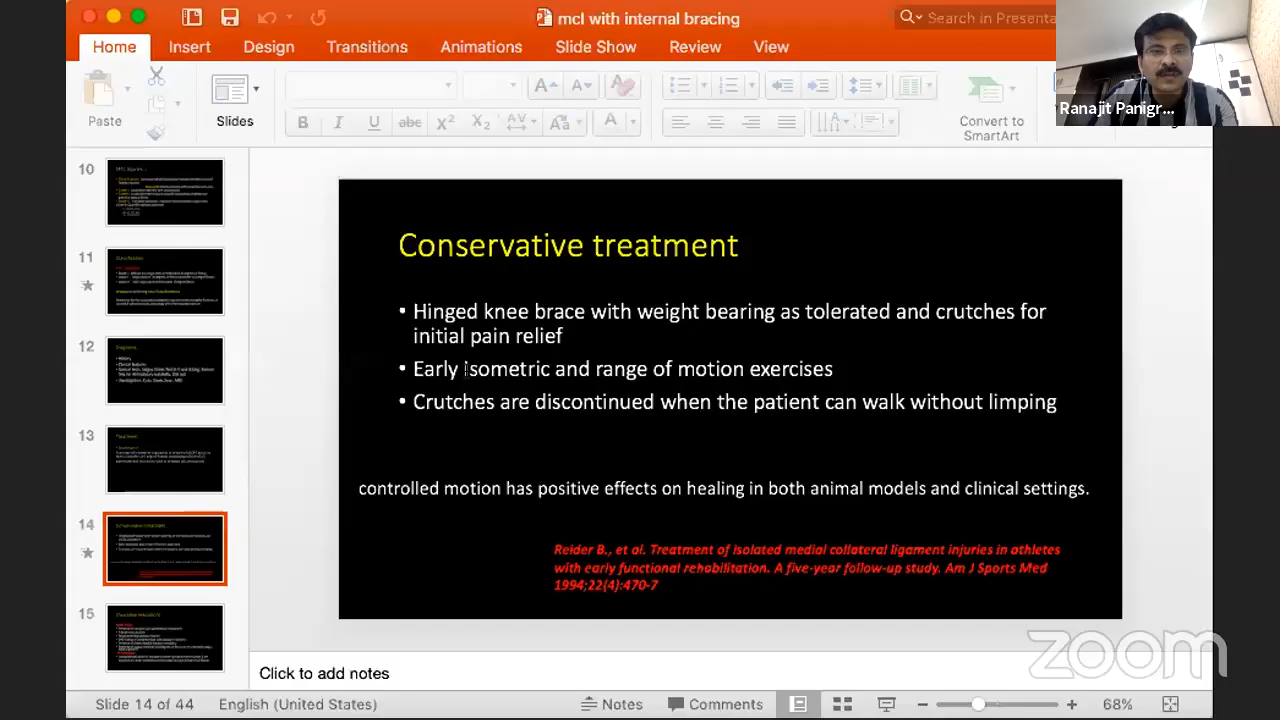 mcl with internal bracing
Search in Presenta
Home Insert Design Transitions Animations Slide Show Review View
Ranajit Panigr...
Paste
Slides
Convert to
SmartArt
10
11
12
13
14
15
Conservative treatment
• Hinged knee brace with weight bearing as tolerated and crutches for
initial pain relief
• Early isometric and range of motion exercises
• Crutches are discontinued when the patient can walk without limping
controlled motion has positive effects on healing in both animal models and clinical settings.
Reider B., et al. Treatment of isolated medial collateral ligament injuries in athletes
with early functional rehobilitation. A five-year follow-up study. Am J Sports Med
1994;22(4):470-7
Click to add notes
zoom
Slide 14 of 44 English (United States) Notes Comments 68%